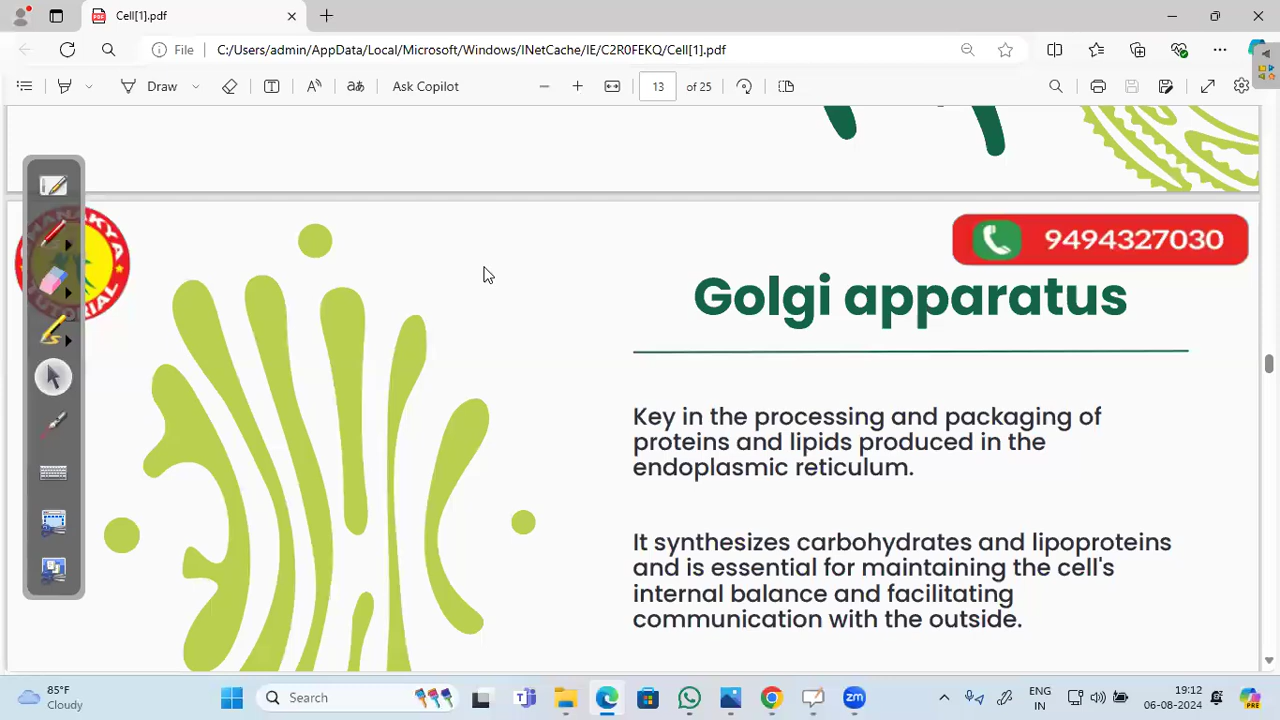 Cell[1].pdf
File
C:/Users/admin/AppData/Local/Microsoft/Windows/INetCache/IE/C2R0FEKQ/Cell[1].pdf
Draw
aあ
Ask Copilot
13 of 25
9494327030
Golgi apparatus
Key in the processing and packaging of
proteins and lipids produced in the
endoplasmic reticulum.
It synthesizes carbohydrates and lipoproteins
and is essential for maintaining the cell's
internal balance and facilitating
communication with the outside.
85°F
Cloudy
Search
ENG
IN
19:12
06-08-2024
PRE